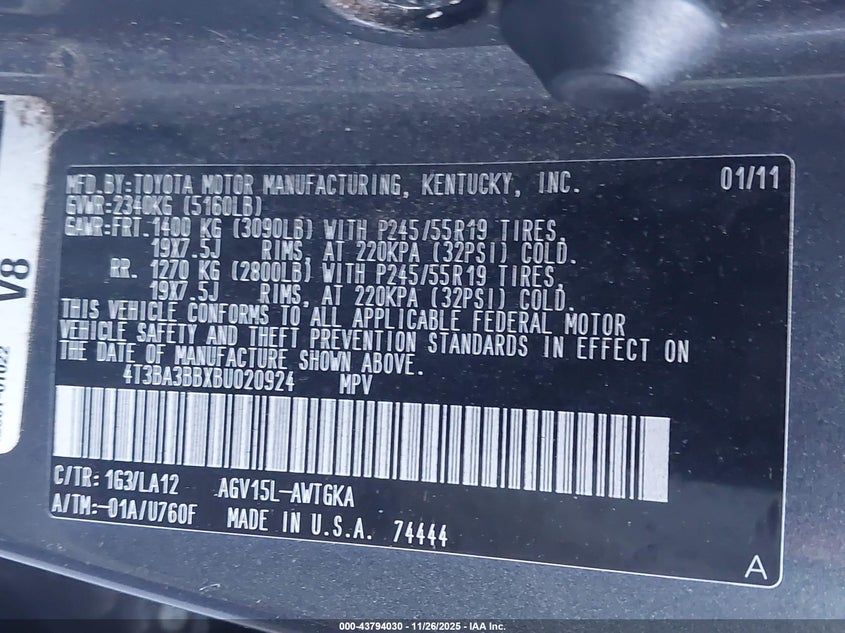 MFD.BY:TOYOTA MOTOR MANUFACTURING, KENTUCKY, INC. 01/11
GVWR:2340KG (5160LB)
GAWR:FRT. 1400 KG (3090LB) WITH P245/55R19 TIRES,
19X7.5J RIMS, AT 220KPA (32PSI) COLD.
RR. 1270 KG (2800LB) WITH P245/55R19 TIRES,
19X7.5J RIMS, AT 220KPA (32PSI) COLD.
THIS VEHICLE CONFORMS TO ALL APPLICABLE FEDERAL MOTOR
VEHICLE SAFETY AND THEFT PREVENTION STANDARDS IN EFFECT ON
THE DATE OF MANUFACTURE SHOWN ABOVE.
4T3BA3BBXBU020924 MPV
C/TR: 1G3/LA12 AGV15L-AWTGKA
A/TM:-01A/U760F MADE IN U.S.A. 74444
A
V8
000-43794030 - 11/26/2025 - IAA Inc.